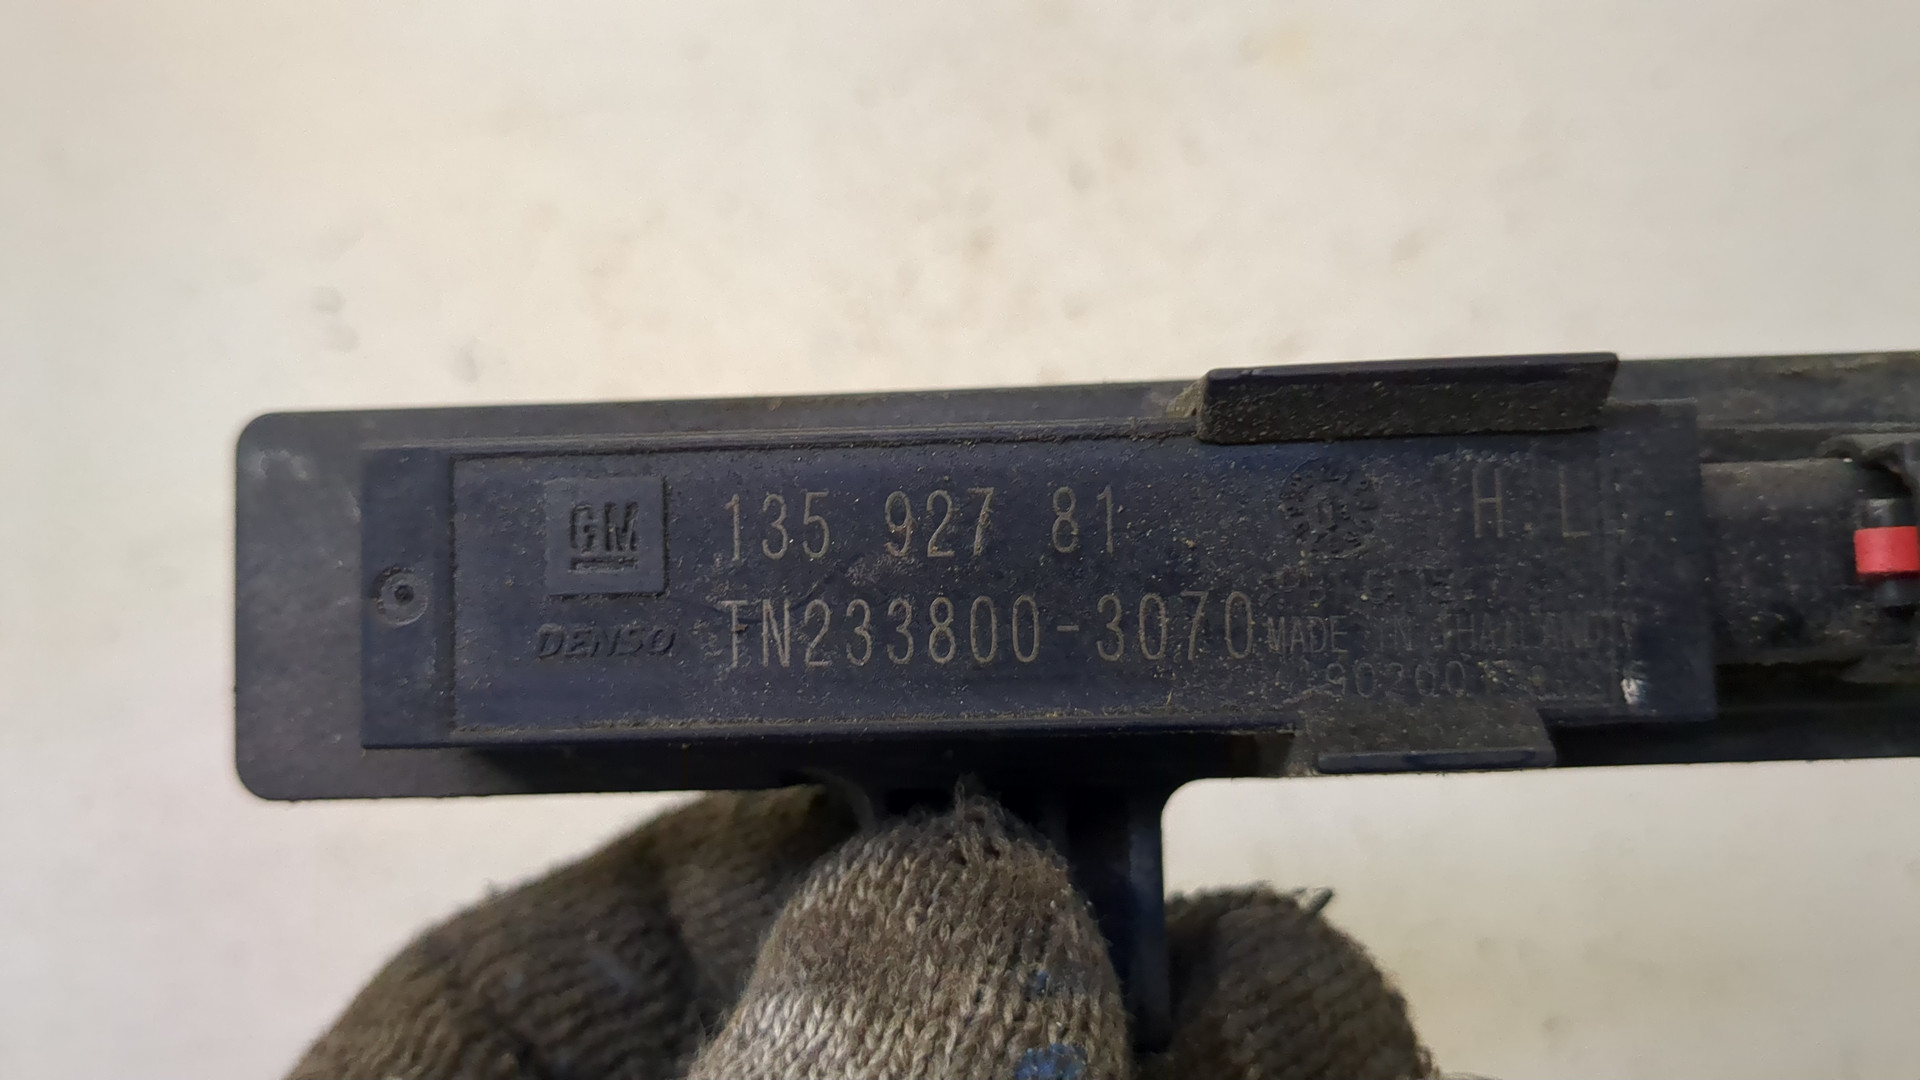 GM 135 927 81 H L
DENSO TN233800-3070
MADE IN THAILAND